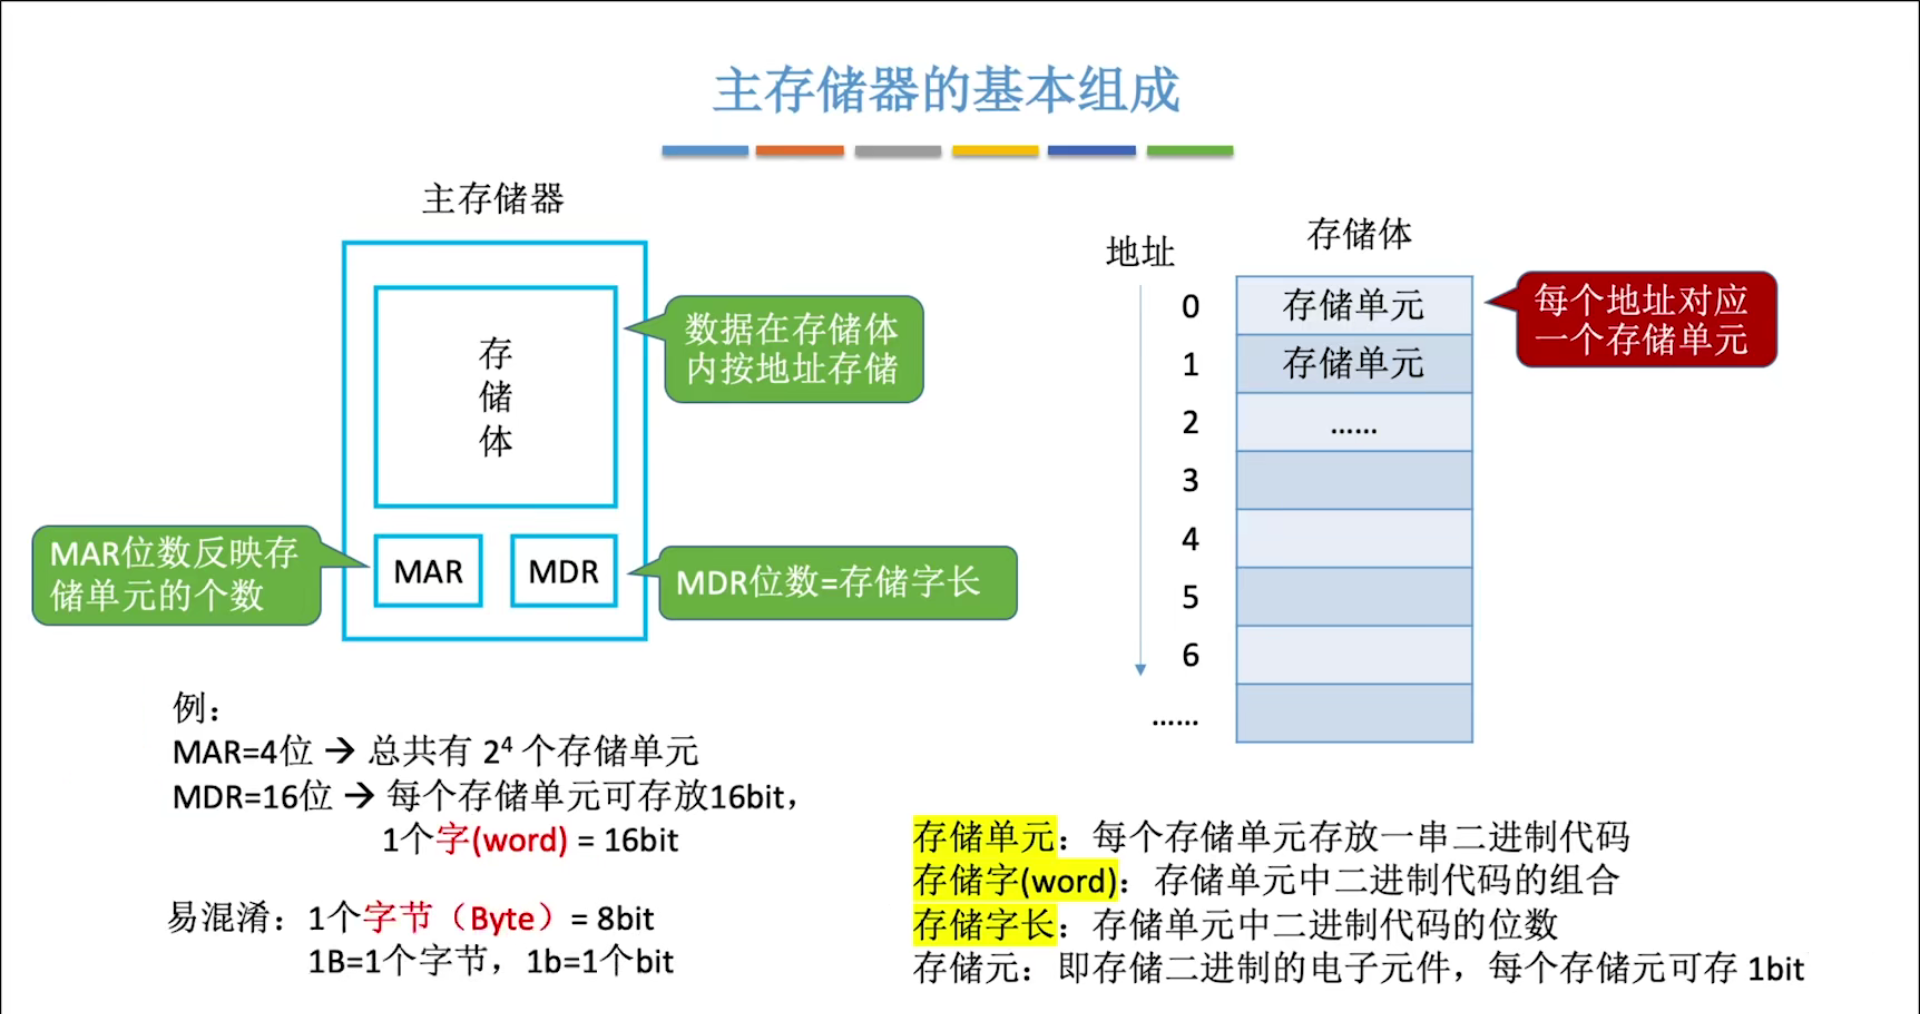 主存储器的基本组成
主存储器
存
储
体
数据在存储体
内按地址存储
MAR位数反映存
储单元的个数
MAR
MDR
MDR位数=存储字长
例：
MAR=4位 → 总共有 2⁴ 个存储单元
MDR=16位 → 每个存储单元可存放16bit，
1个字(word) = 16bit
易混淆：1个字节（Byte）= 8bit
1B=1个字节，1b=1个bit
地址
存储体
0
存储单元
1
存储单元
2
……
3
4
5
6
……
每个地址对应
一个存储单元
存储单元：每个存储单元存放一串二进制代码
存储字(word)：存储单元中二进制代码的组合
存储字长：存储单元中二进制代码的位数
存储元：即存储二进制的电子元件，每个存储元可存 1bit